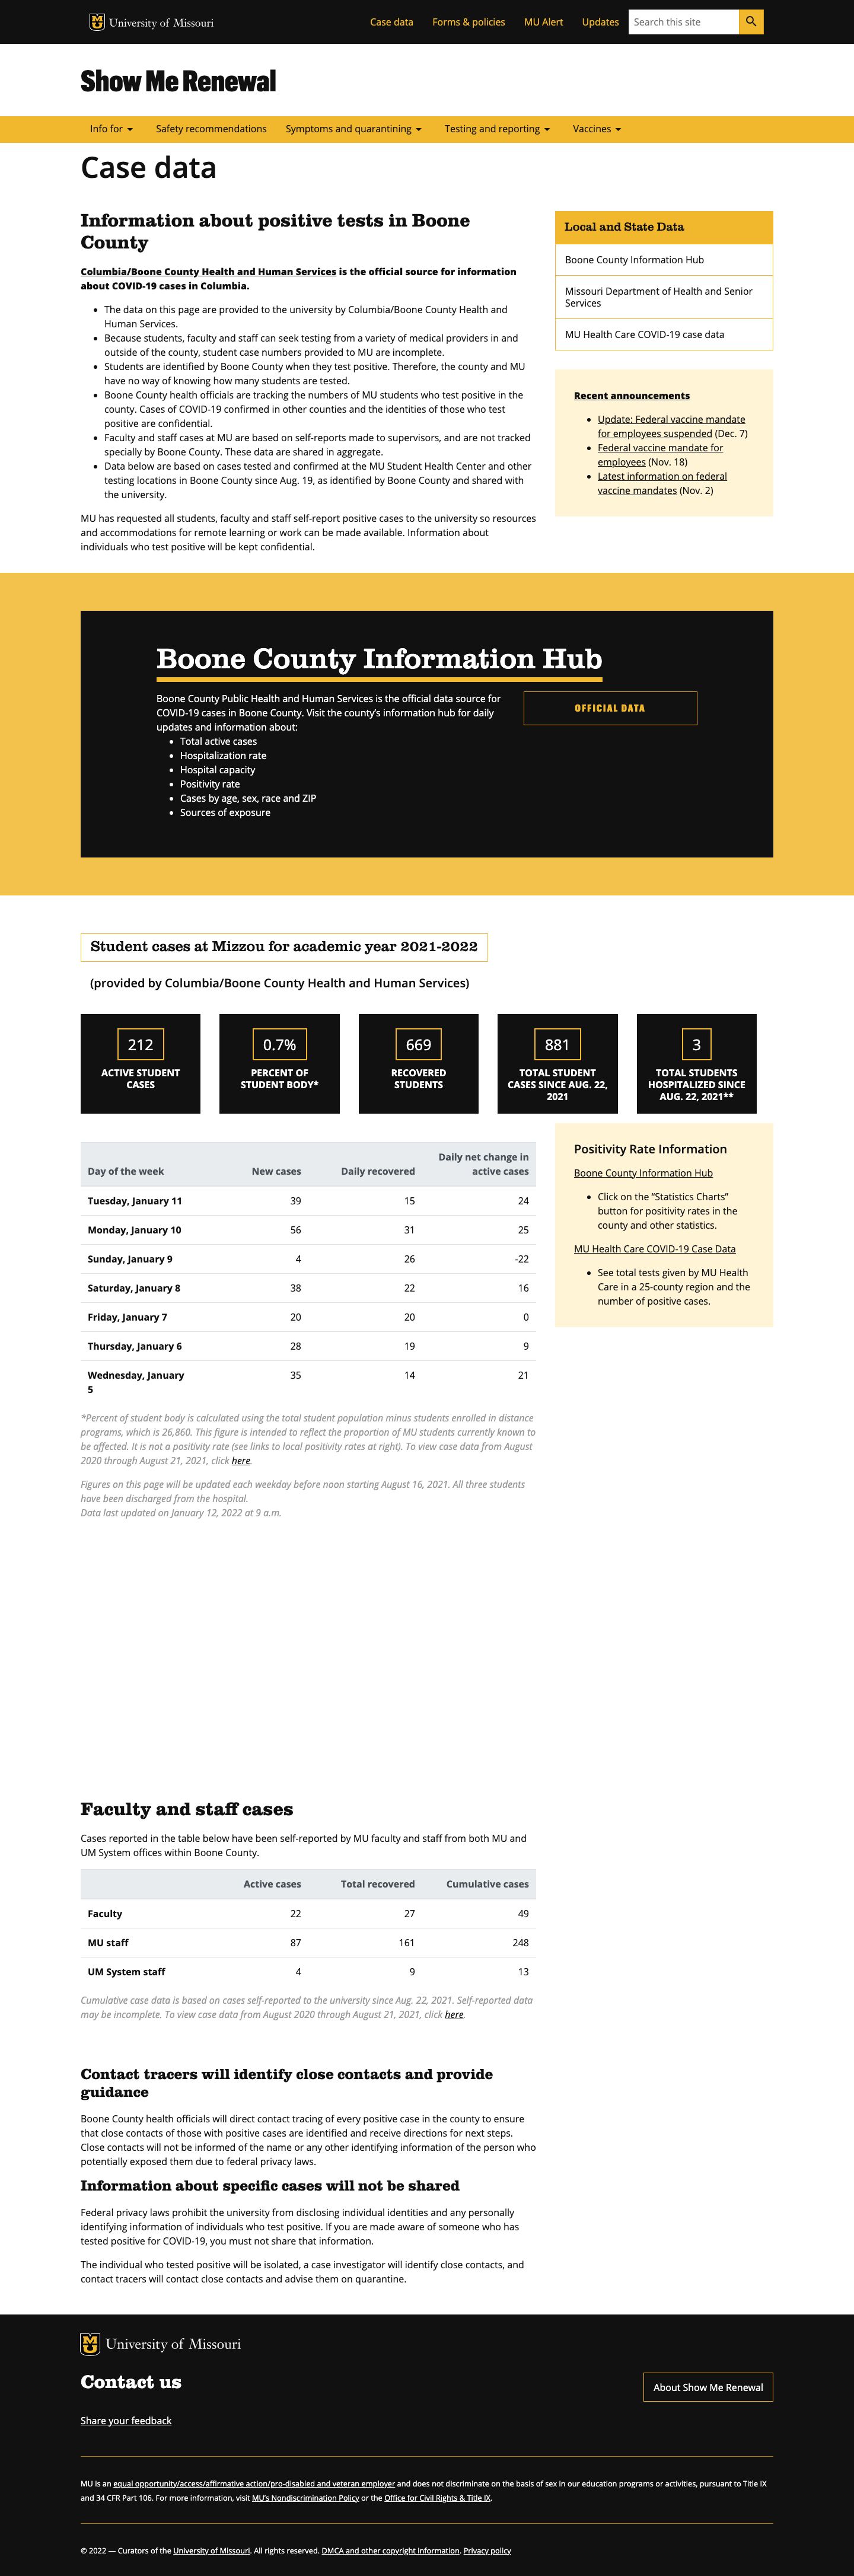 University of Missouri
Case data
Forms & policies
MU Alert
Updates
Search this site
Show Me Renewal
Info for
Safety recommendations
Symptoms and quarantining
Testing and reporting
Vaccines
Case data
Information about positive tests in Boone
County
Columbia/Boone County Health and Human Services is the official source for information
about COVID-19 cases in Columbia.
The data on this page are provided to the university by Columbia/Boone County Health and
Human Services.
Because students, faculty and staff can seek testing from a variety of medical providers in and
outside of the county, student case numbers provided to MU are incomplete.
Students are identified by Boone County when they test positive. Therefore, the county and MU
have no way of knowing how many students are tested.
Boone County health officials are tracking the numbers of MU students who test positive in the
county. Cases of COVID-19 confirmed in other counties and the identities of those who test
positive are confidential.
Faculty and staff cases at MU are based on self-reports made to supervisors, and are not tracked
specially by Boone County. These data are shared in aggregate.
Data below are based on cases tested and confirmed at the MU Student Health Center and other
testing locations in Boone County since Aug. 19, as identified by Boone County and shared with
the university.
MU has requested all students, faculty and staff self-report positive cases to the university so resources
and accommodations for remote learning or work can be made available. Information about
individuals who test positive will be kept confidential.
Local and State Data
Boone County Information Hub
Missouri Department of Health and Senior
Services
MU Health Care COVID-19 case data
Recent announcements
Update: Federal vaccine mandate
for employees suspended (Dec. 7)
Federal vaccine mandate for
employees (Nov. 18)
Latest information on federal
vaccine mandates (Nov. 2)
Boone County Information Hub
Boone County Public Health and Human Services is the official data source for
COVID-19 cases in Boone County. Visit the county's information hub for daily
updates and information about:
Total active cases
Hospitalization rate
Hospital capacity
Positivity rate
Cases by age, sex, race and ZIP
Sources of exposure
OFFICIAL DATA
Student cases at Mizzou for academic year 2021-2022
(provided by Columbia/Boone County Health and Human Services)
212
ACTIVE STUDENT
CASES
0.7%
PERCENT OF
STUDENT BODY*
669
RECOVERED
STUDENTS
881
TOTAL STUDENT
CASES SINCE AUG. 22,
2021
3
TOTAL STUDENTS
HOSPITALIZED SINCE
AUG. 22, 2021**
Day of the week New cases Daily recovered Daily net change in
active cases
Tuesday, January 11 39 15 24
Monday, January 10 56 31 25
Sunday, January 9 4 26 -22
Saturday, January 8 38 22 16
Friday, January 7 20 20 0
Thursday, January 6 28 19 9
Wednesday, January 35 14 21
5
*Percent of student body is calculated using the total student population minus students enrolled in distance
programs, which is 26,860. This figure is intended to reflect the proportion of MU students currently known to
be affected. It is not a positivity rate (see links to local positivity rates at right). To view case data from August
2020 through August 21, 2021, click here.
Figures on this page will be updated each weekday before noon starting August 16, 2021. All three students
have been discharged from the hospital.
Data last updated on January 12, 2022 at 9 a.m.
Positivity Rate Information
Boone County Information Hub
Click on the “Statistics Charts”
button for positivity rates in the
county and other statistics.
MU Health Care COVID-19 Case Data
See total tests given by MU Health
Care in a 25-county region and the
number of positive cases.
Faculty and staff cases
Cases reported in the table below have been self-reported by MU faculty and staff from both MU and
UM System offices within Boone County.
Active cases Total recovered Cumulative cases
Faculty 22 27 49
MU staff 87 161 248
UM System staff 4 9 13
Cumulative case data is based on cases self-reported to the university since Aug. 22, 2021. Self-reported data
may be incomplete. To view case data from August 2020 through August 21, 2021, click here.
Contact tracers will identify close contacts and provide
guidance
Boone County health officials will direct contact tracing of every positive case in the county to ensure
that close contacts of those with positive cases are identified and receive directions for next steps.
Close contacts will not be informed of the name or any other identifying information of the person who
potentially exposed them due to federal privacy laws.
Information about specific cases will not be shared
Federal privacy laws prohibit the university from disclosing individual identities and any personally
identifying information of individuals who test positive. If you are made aware of someone who has
tested positive for COVID-19, you must not share that information.
The individual who tested positive will be isolated, a case investigator will identify close contacts, and
contact tracers will contact close contacts and advise them on quarantine.
University of Missouri
Contact us
About Show Me Renewal
Share your feedback
MU is an equal opportunity/access/affirmative action/pro-disabled and veteran employer and does not discriminate on the basis of sex in our education programs or activities, pursuant to Title IX
and 34 CFR Part 106. For more information, visit MU's Nondiscrimination Policy or the Office for Civil Rights & Title IX.
© 2022 — Curators of the University of Missouri. All rights reserved. DMCA and other copyright information. Privacy policy